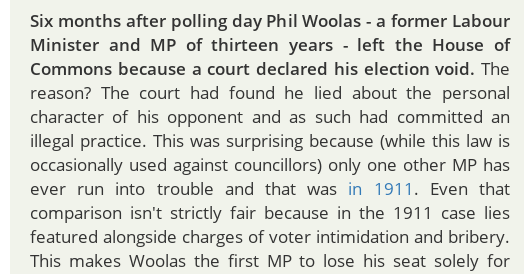 Six months after polling day Phil Woolas - a former Labour
Minister and MP of thirteen years - left the House of
Commons because a court declared his election void. The
reason? The court had found he lied about the personal
character of his opponent and as such had committed an
illegal practice. This was surprising because (while this law is
occasionally used against councillors) only one other MP has
ever run into trouble and that was in 1911. Even that
comparison isn't strictly fair because in the 1911 case lies
featured alongside charges of voter intimidation and bribery.
This makes Woolas the first MP to lose his seat solely for